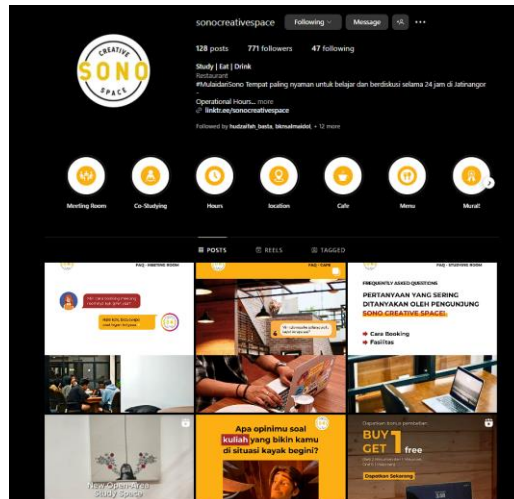 sonocreativespace Following Message
128 posts 771 followers 47 following
Study | Eat | Drink
Restaurant
#MulaidariSono Tempat paling nyaman untuk belajar dan berdiskusi selama 24 jam di Jatinangor
-
Operational Hours... more
linktr.ee/sonocreativespace
Followed by hudzaifah_basta, bknsalmaidel, + 12 more
CREATIVE
SONO
SPACE
Meeting Room Co-Studying Hours location Cafe Menu Mural!
POSTS REELS TAGGED
FAQ - MEETING ROOM
FAQ - CAFE
FAQ - STUDYING ROOM
FREQUENTLY ASKED QUESTIONS
PERTANYAAN YANG SERING
DITANYAKAN OLEH PENGUNJUNG
SONO CREATIVE SPACE!
Cara Booking
Fasilitas
New Open-Area
Study Space
Apa opinimu soal
kuliah yang bikin kamu
di situasi kayak begini?
BUY 1
GET 1 free
Dapatkan Sekarang